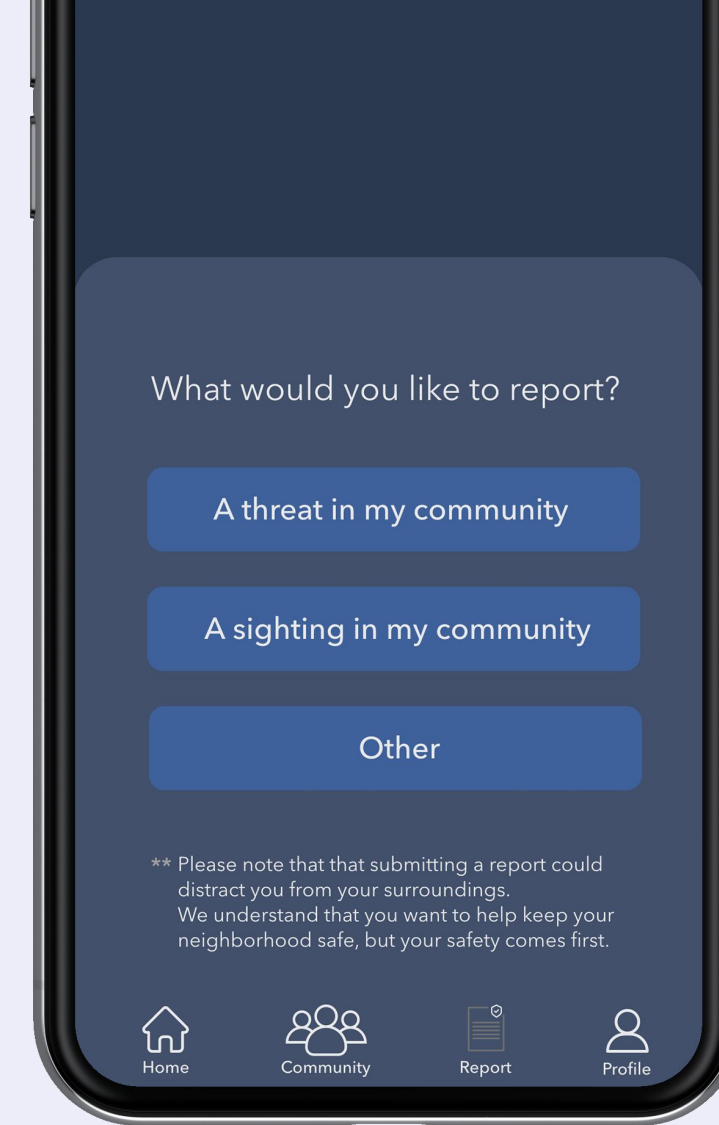 What would you like to report?
A threat in my community
A sighting in my community
Other
** Please note that that submitting a report could
distract you from your surroundings.
We understand that you want to help keep your
neighborhood safe, but your safety comes first.
Home
Community
Report
Profile